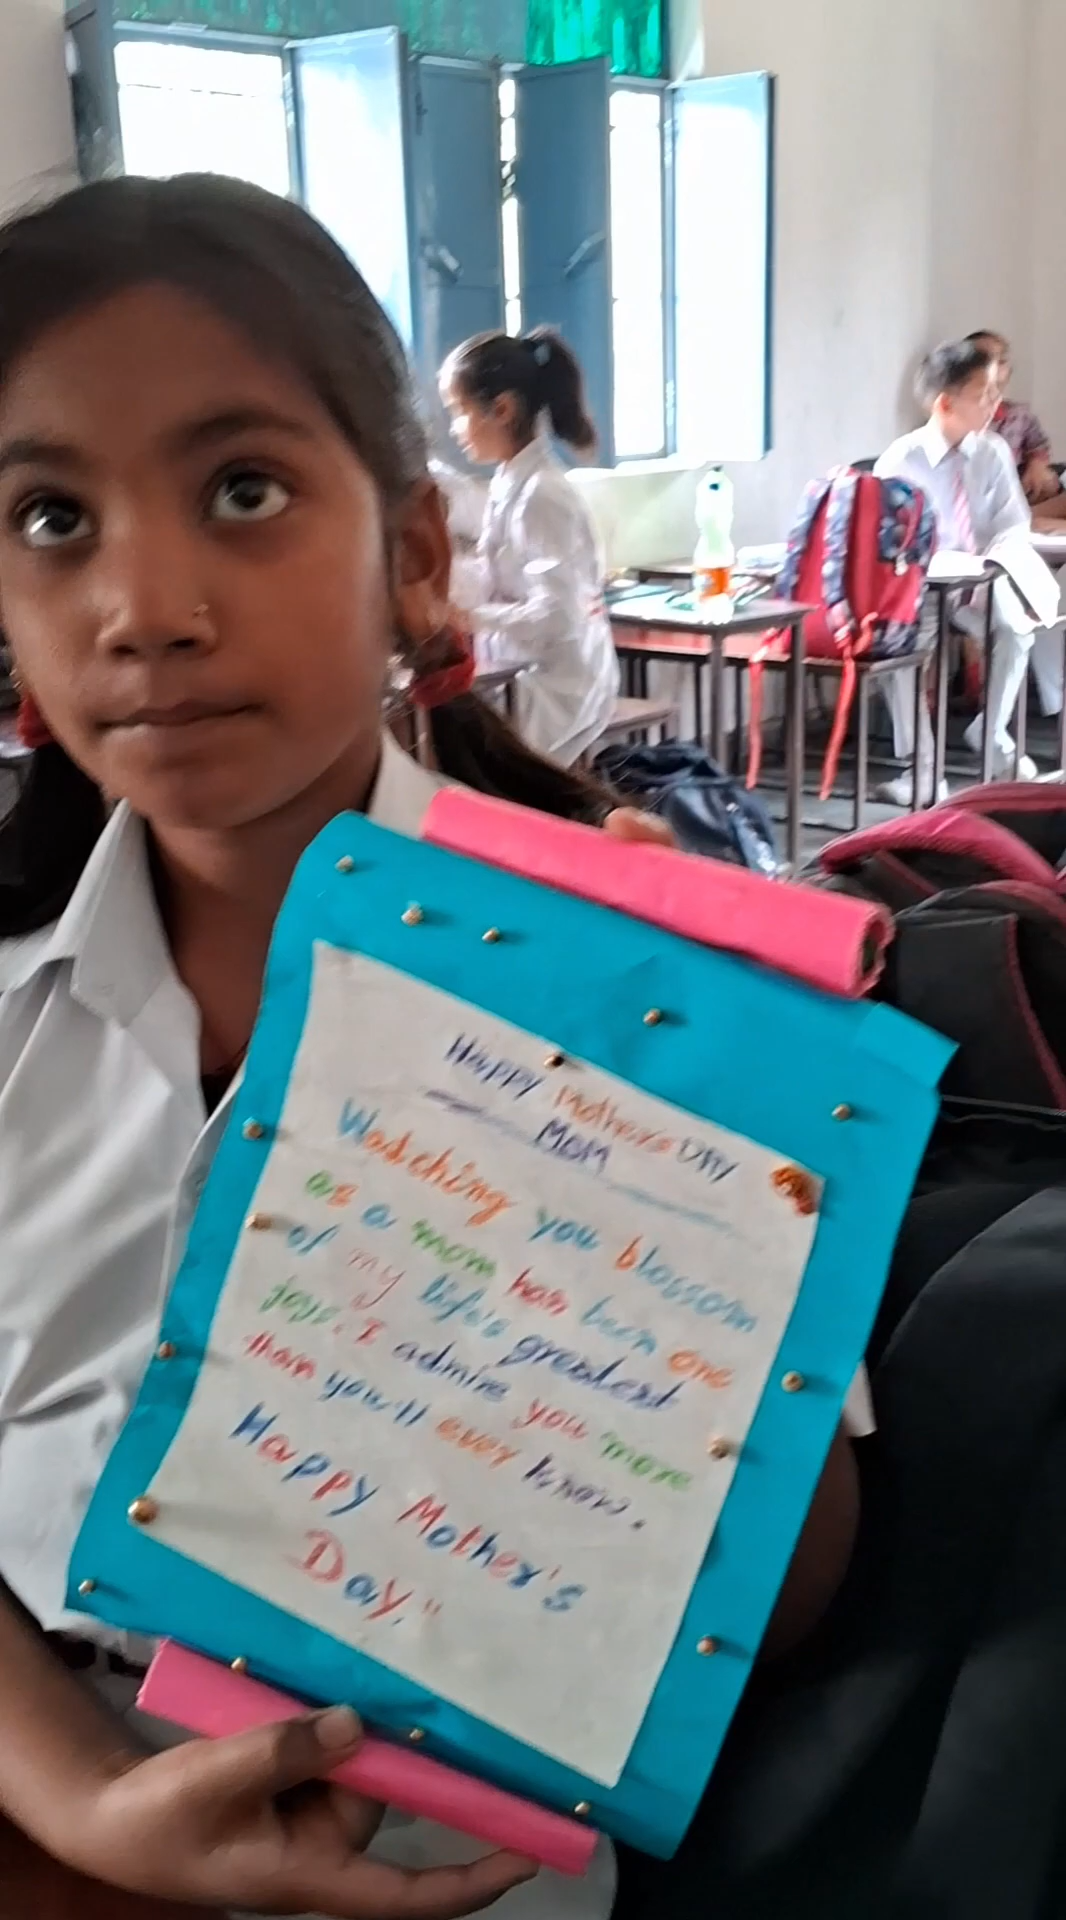 Happy Mother's DAY
MOM
Watching you blossom
as a mom has been one
of my life's greatest
joys. I admire you more
than you'll ever know.
Happy Mother's
Day."